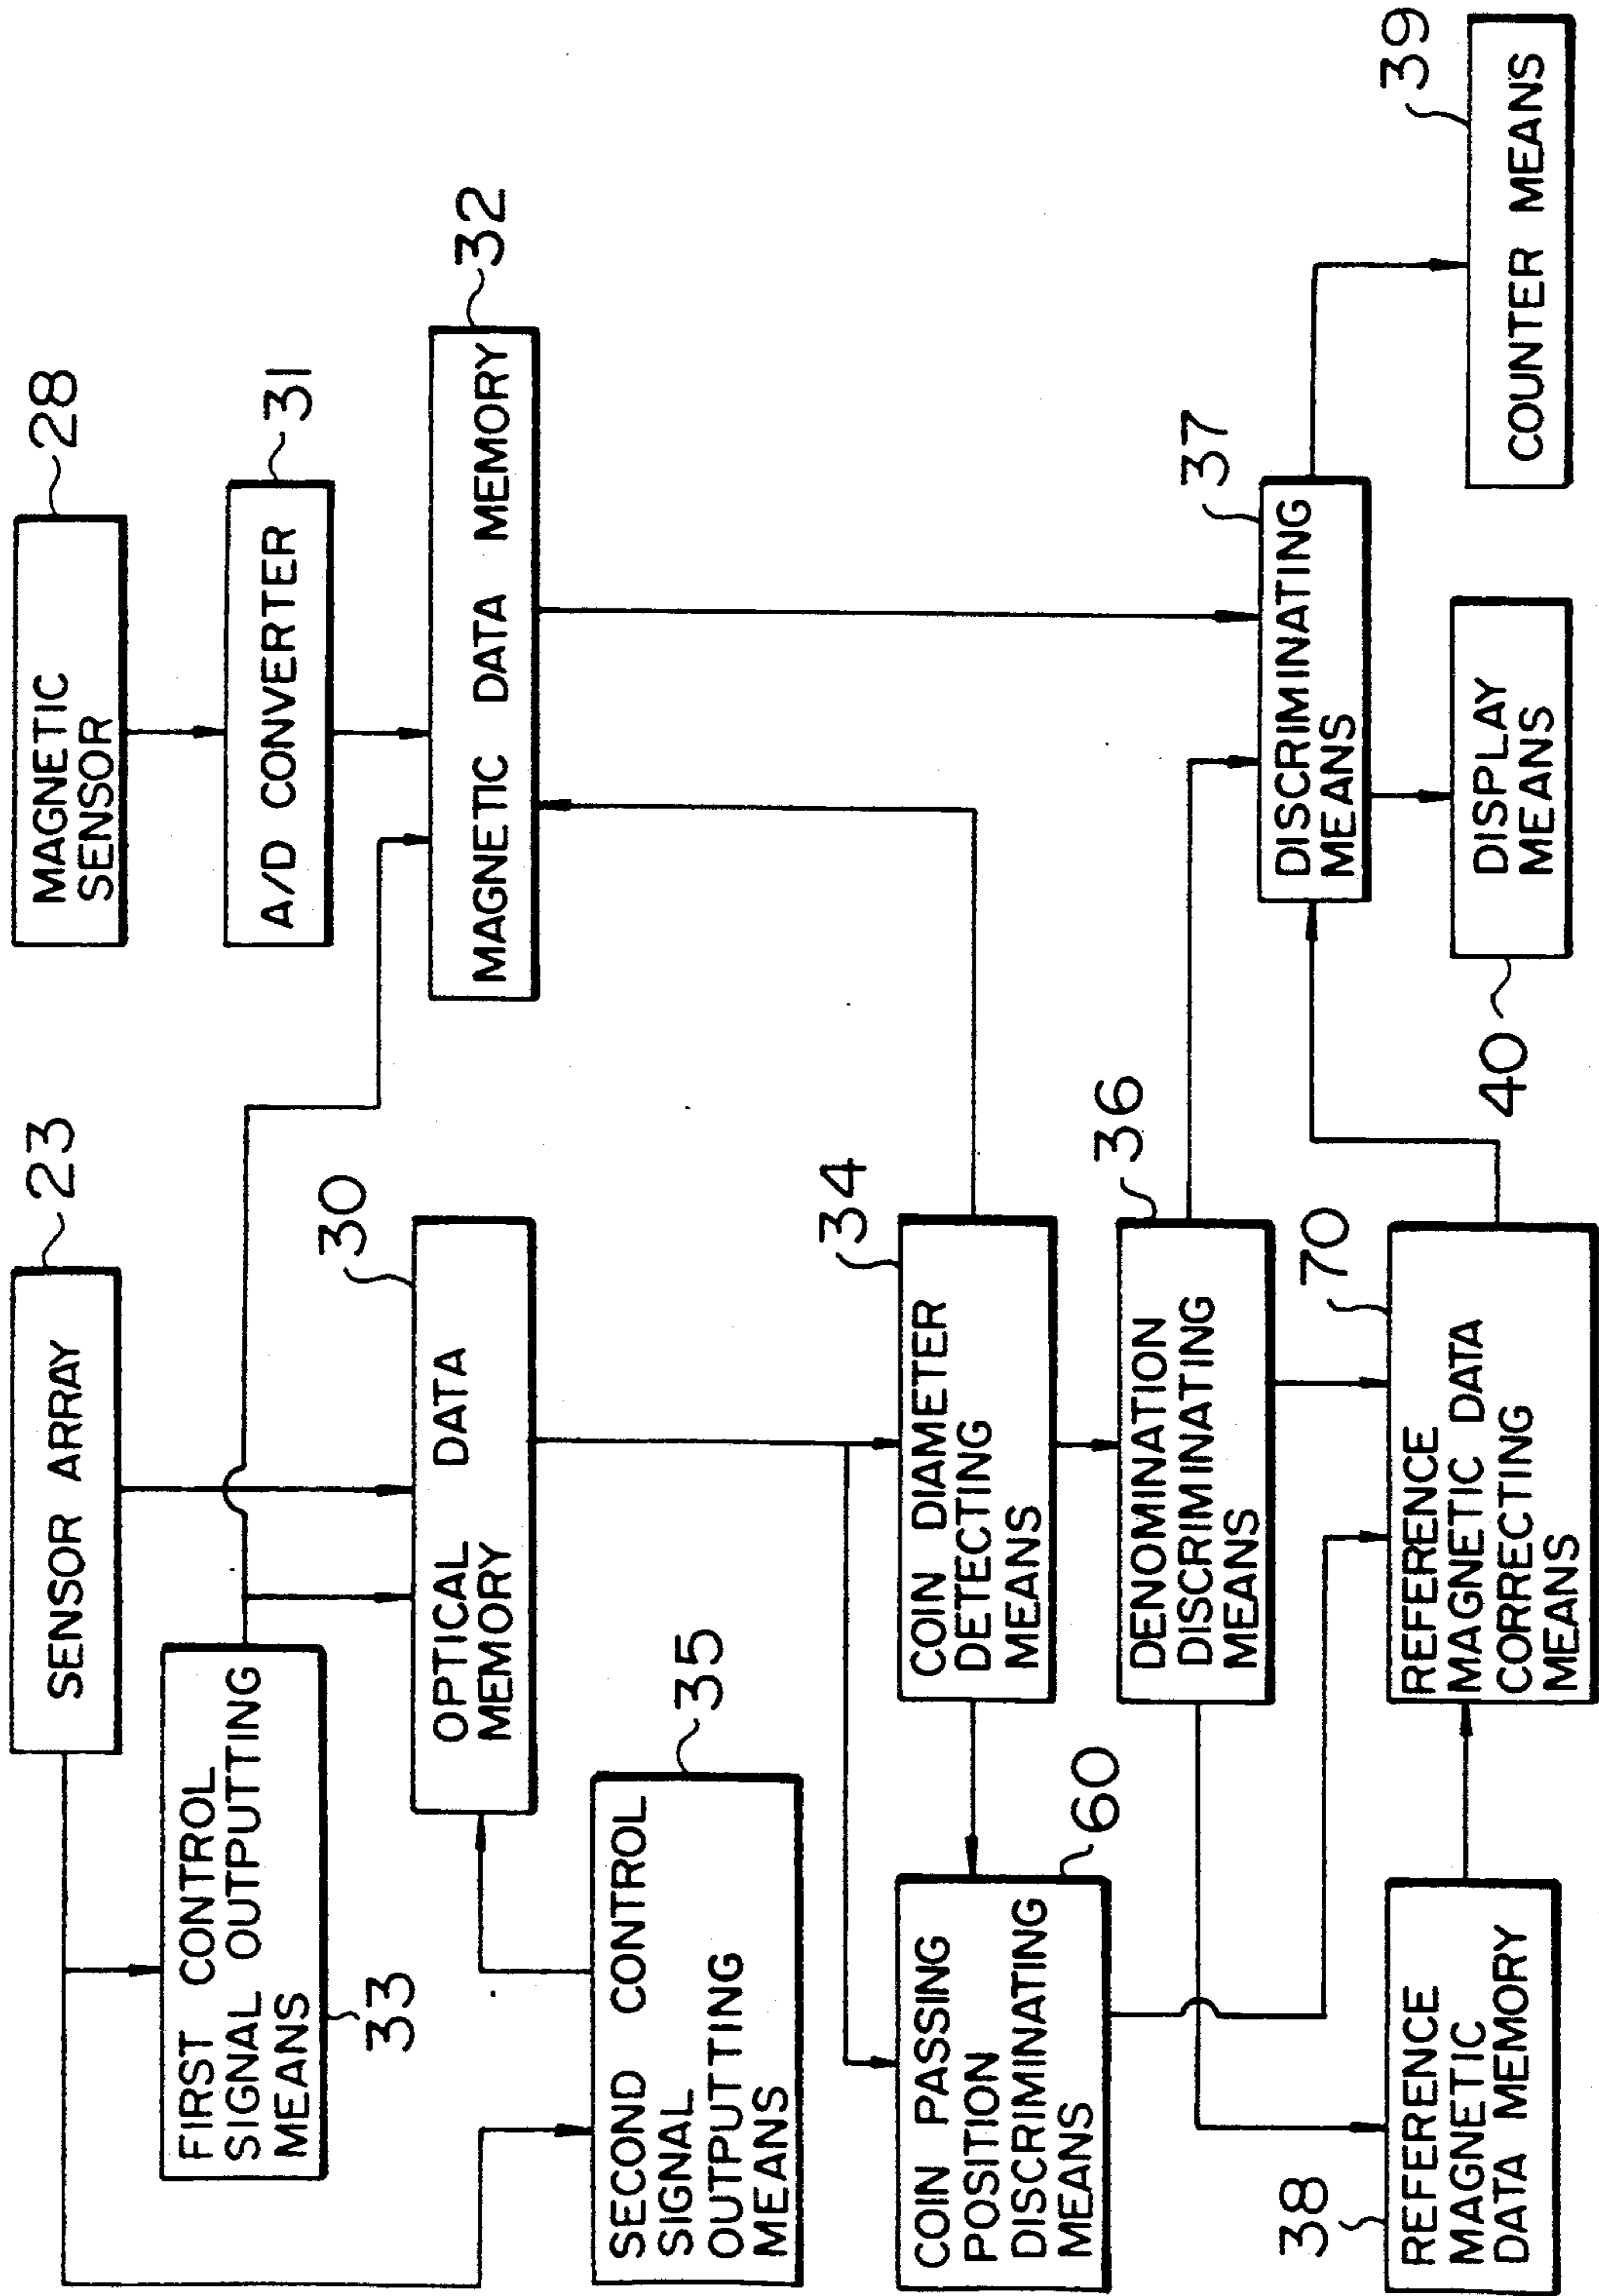 SENSOR ARRAY
23
MAGNETIC
SENSOR
28
FIRST CONTROL
SIGNAL OUTPUTTING
MEANS
33
A/D CONVERTER
31
OPTICAL DATA
MEMORY
30
MAGNETIC DATA MEMORY
32
SECOND CONTROL
SIGNAL
OUTPUTTING
MEANS
35
COIN PASSING
POSITION
DISCRIMINATING
MEANS
60
COIN DIAMETER
DETECTING
MEANS
34
DENOMINATION
DISCRIMINATING
MEANS
36
DISCRIMINATING
MEANS
37
REFERENCE
MAGNETIC
DATA MEMORY
38
REFERENCE
MAGNETIC DATA
CORRECTING
MEANS
70
DISPLAY
MEANS
40
COUNTER MEANS
39